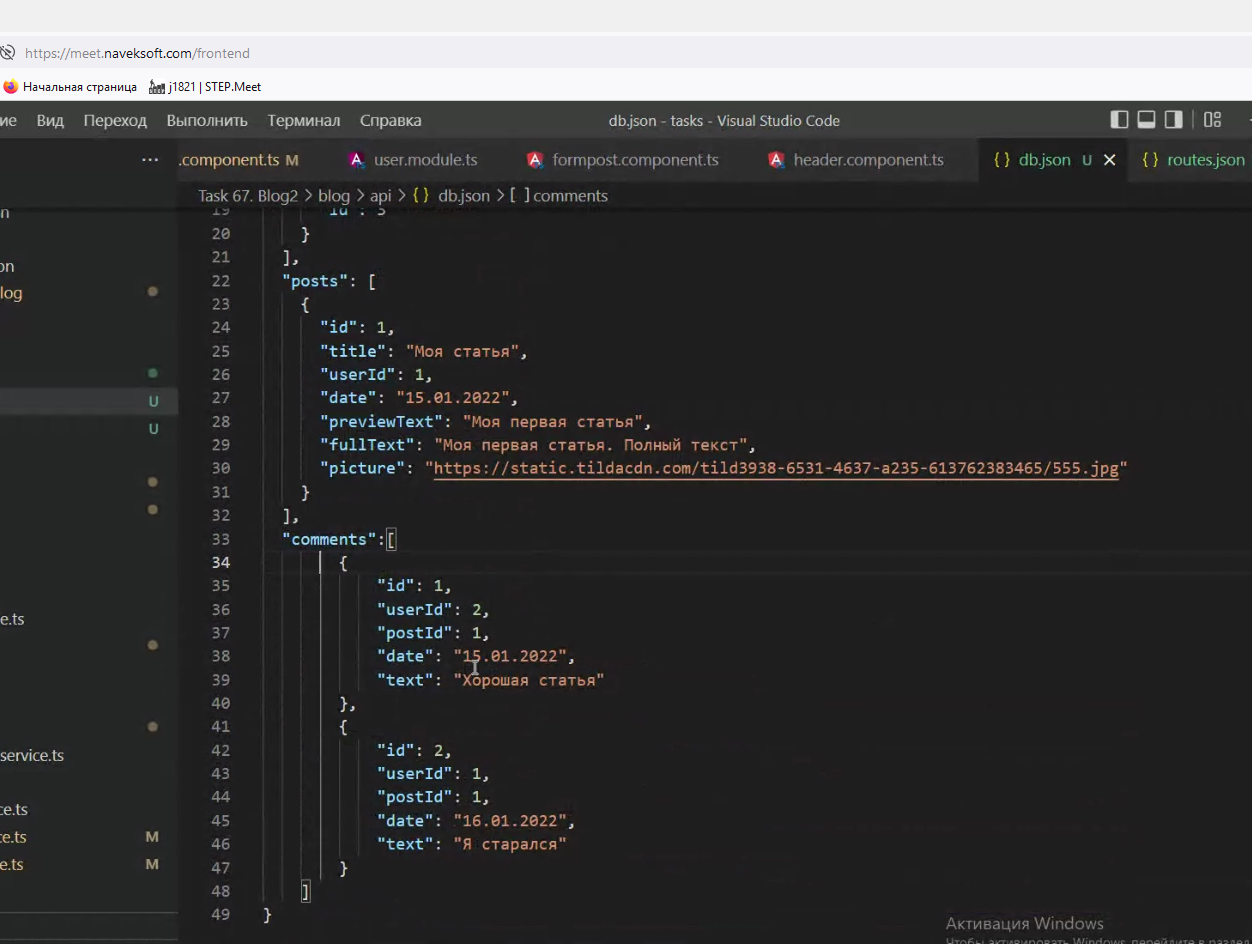 https://meet.naveksoft.com/frontend
Начальная страница j1821 | STEP.Meet
ие Вид Переход Выполнить Терминал Справка db.json - tasks - Visual Studio Code
··· .component.ts M user.module.ts formpost.component.ts header.component.ts {} db.json U × {} routes.json
Task 67. Blog2 > blog > api > {} db.json > [ ] comments
19 "id": 3
20 }
21 ],
22 "posts": [
23 {
24 "id": 1,
25 "title": "Моя статья",
26 "userId": 1,
27 "date": "15.01.2022",
28 "previewText": "Моя первая статья",
29 "fullText": "Моя первая статья. Полный текст",
30 "picture": "https://static.tildacdn.com/tild3938-6531-4637-a235-613762383465/555.jpg"
31 }
32 ],
33 "comments":[
34 {
35 "id": 1,
36 "userId": 2,
37 "postId": 1,
38 "date": "15.01.2022",
39 "text": "Хорошая статья"
40 },
41 {
42 "id": 2,
43 "userId": 1,
44 "postId": 1,
45 "date": "16.01.2022",
46 "text": "Я старался"
47 }
48 ]
49 }
n
on
log
U
U
e.ts
service.ts
ce.ts
ce.ts M
e.ts M
Активация Windows
Чтобы активировать Windows, перейдите в раздел